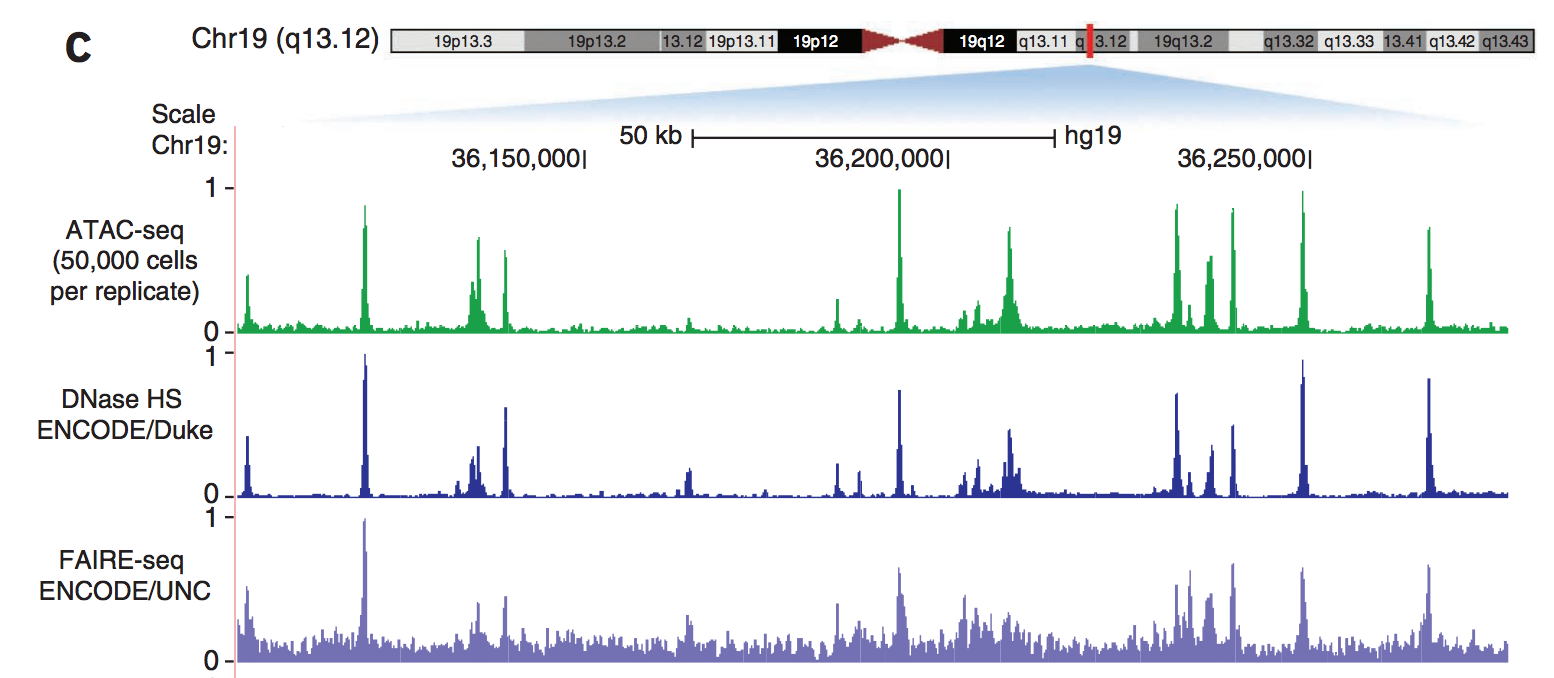 C
Chr19 (q13.12) 19p13.3 19p13.2 13.12 19p13.11 19p12 19q12 q13.11 q 3.12 19q13.2 q13.32 q13.33 13.41 q13.42 q13.43
Scale
50 kb hg19
Chr19:
36,150,000| 36,200,000| 36,250,000|
1
ATAC-seq
(50,000 cells
per replicate)
0
1
DNase HS
ENCODE/Duke
0
1
FAIRE-seq
ENCODE/UNC
0